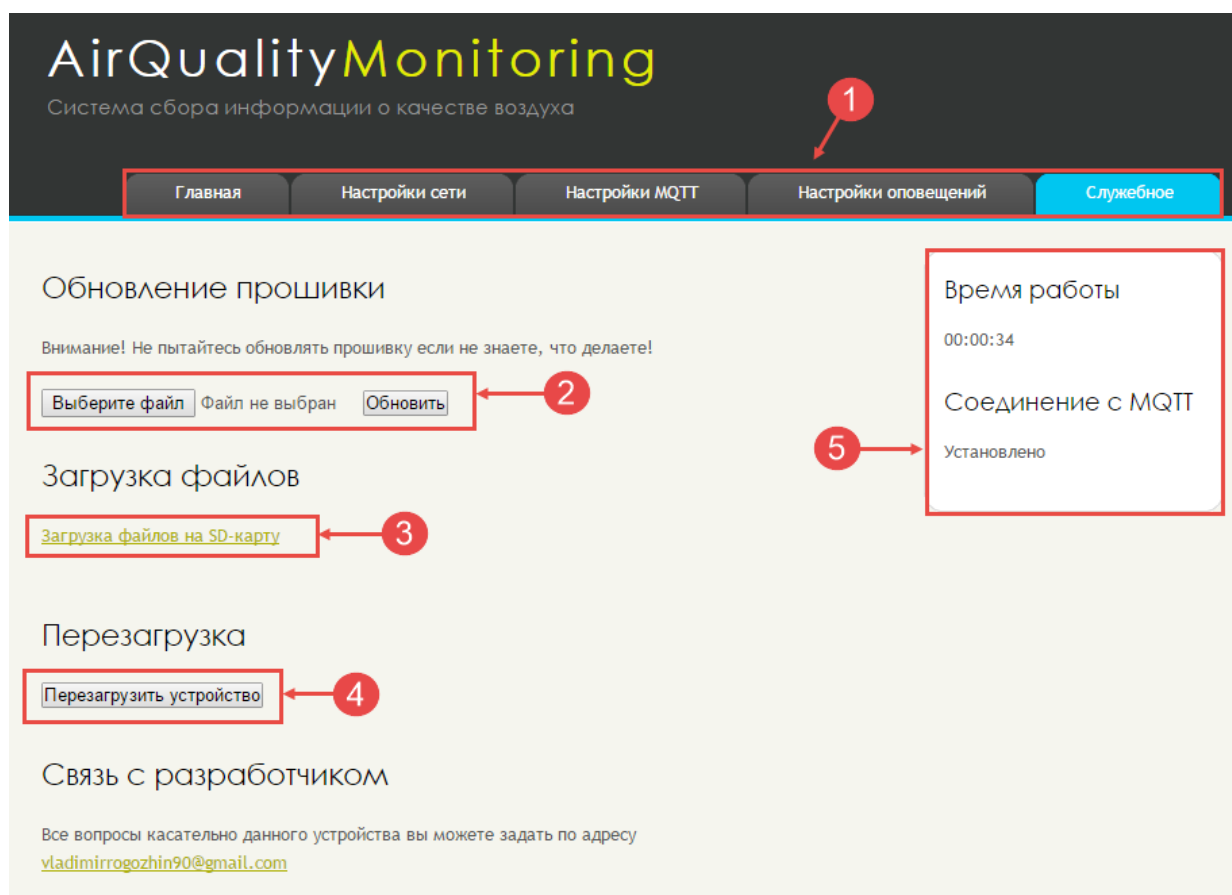 AirQualityMonitoring
Система сбора информации о качестве воздуха
1
Главная Настройки сети Настройки MQTT Настройки оповещений Служебное
Обновление прошивки
Внимание! Не пытайтесь обновлять прошивку если не знаете, что делаете!
Выберите файл Файл не выбран Обновить
2
Загрузка файлов
Загрузка файлов на SD-карту
3
Перезагрузка
Перезагрузить устройство
4
Связь с разработчиком
Все вопросы касательно данного устройства вы можете задать по адресу
vladimirrogozhin90@gmail.com
Время работы
00:00:34
Соединение с MQTT
Установлено
5